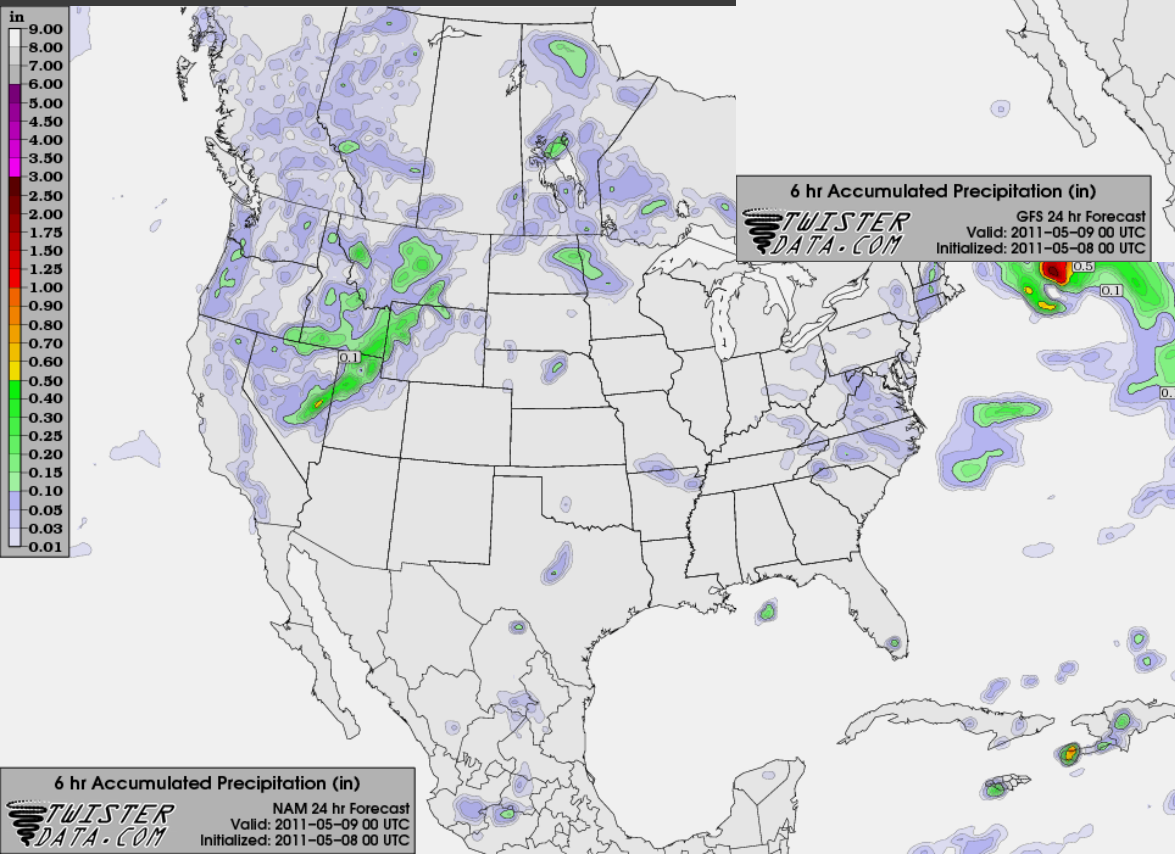 in
9.00
8.00
7.00
6.00
5.00
4.50
4.00
3.50
3.00
2.50
2.00
1.75
1.50
1.25
1.00
0.90
0.80
0.70
0.60
0.50
0.40
0.30
0.25
0.20
0.15
0.10
0.05
0.03
0.01
6 hr Accumulated Precipitation (in)
TWISTER
DATA.COM
GFS 24 hr Forecast
Valid: 2011-05-09 00 UTC
Initialized: 2011-05-08 00 UTC
0.5
0.1
0.1
0.
6 hr Accumulated Precipitation (in)
TWISTER
DATA.COM
NAM 24 hr Forecast
Valid: 2011-05-09 00 UTC
Initialized: 2011-05-08 00 UTC